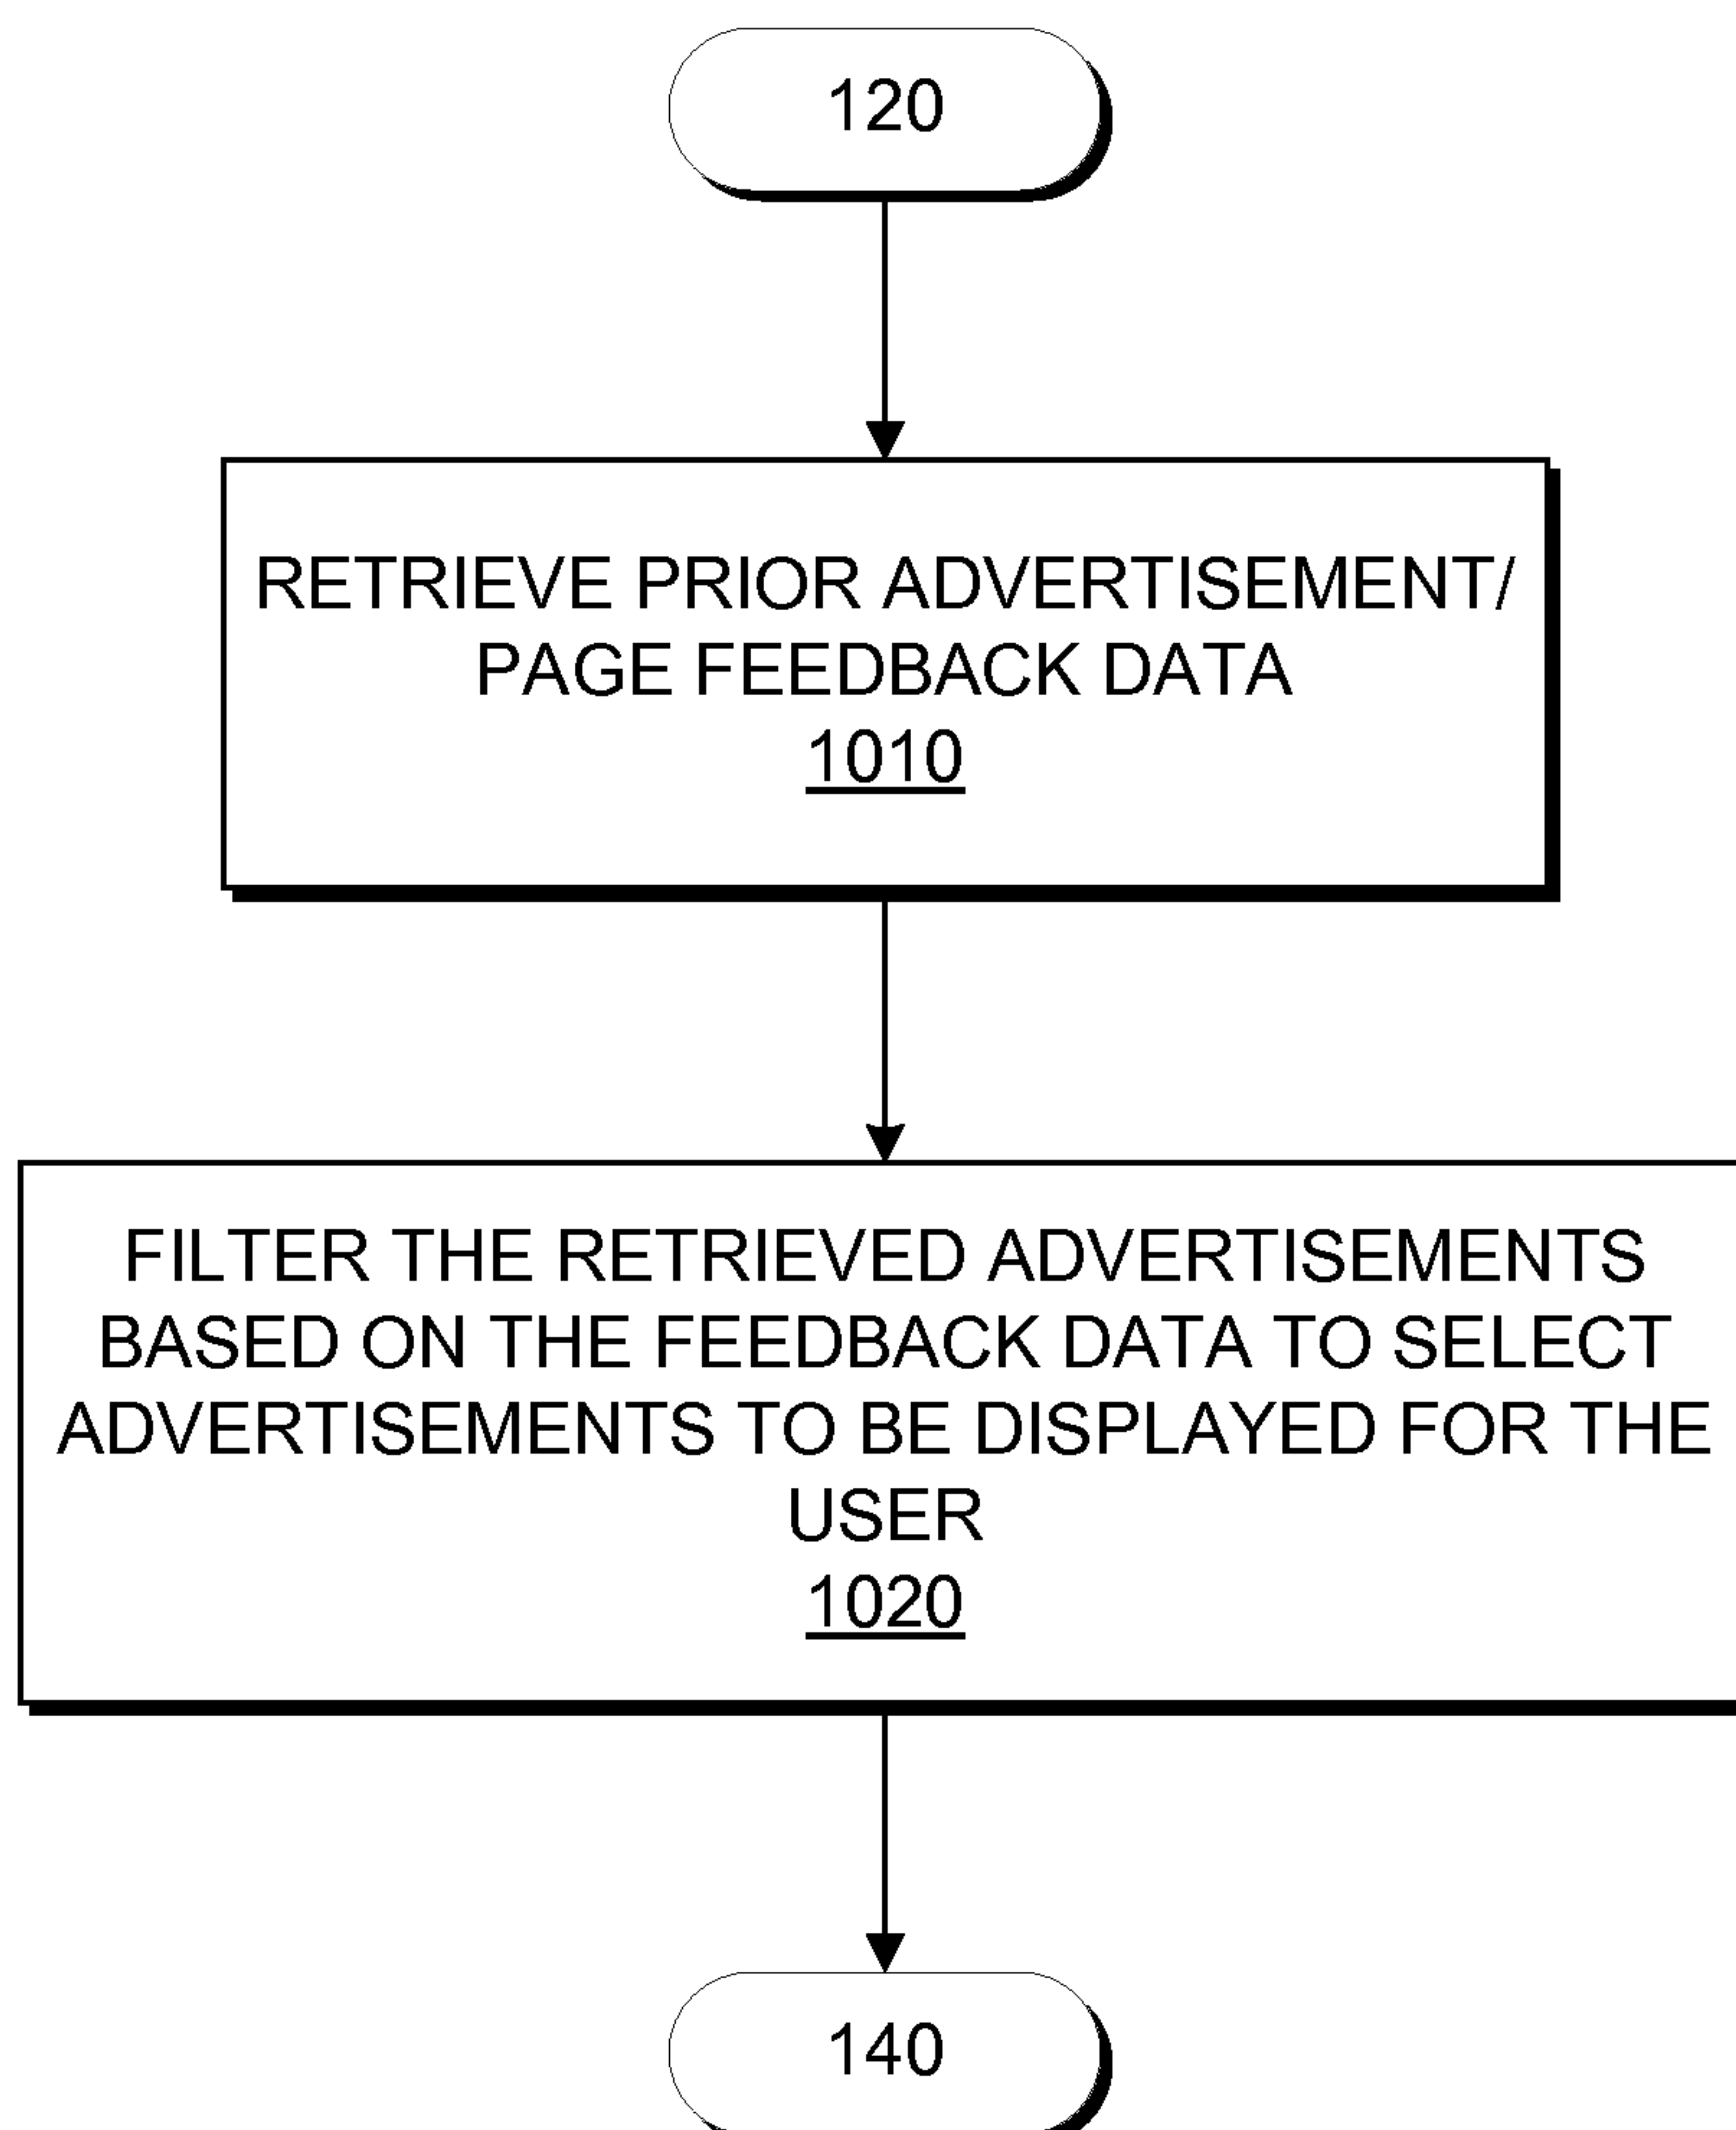 120
RETRIEVE PRIOR ADVERTISEMENT/
PAGE FEEDBACK DATA
1010
FILTER THE RETRIEVED ADVERTISEMENTS
BASED ON THE FEEDBACK DATA TO SELECT
ADVERTISEMENTS TO BE DISPLAYED FOR THE
USER
1020
140